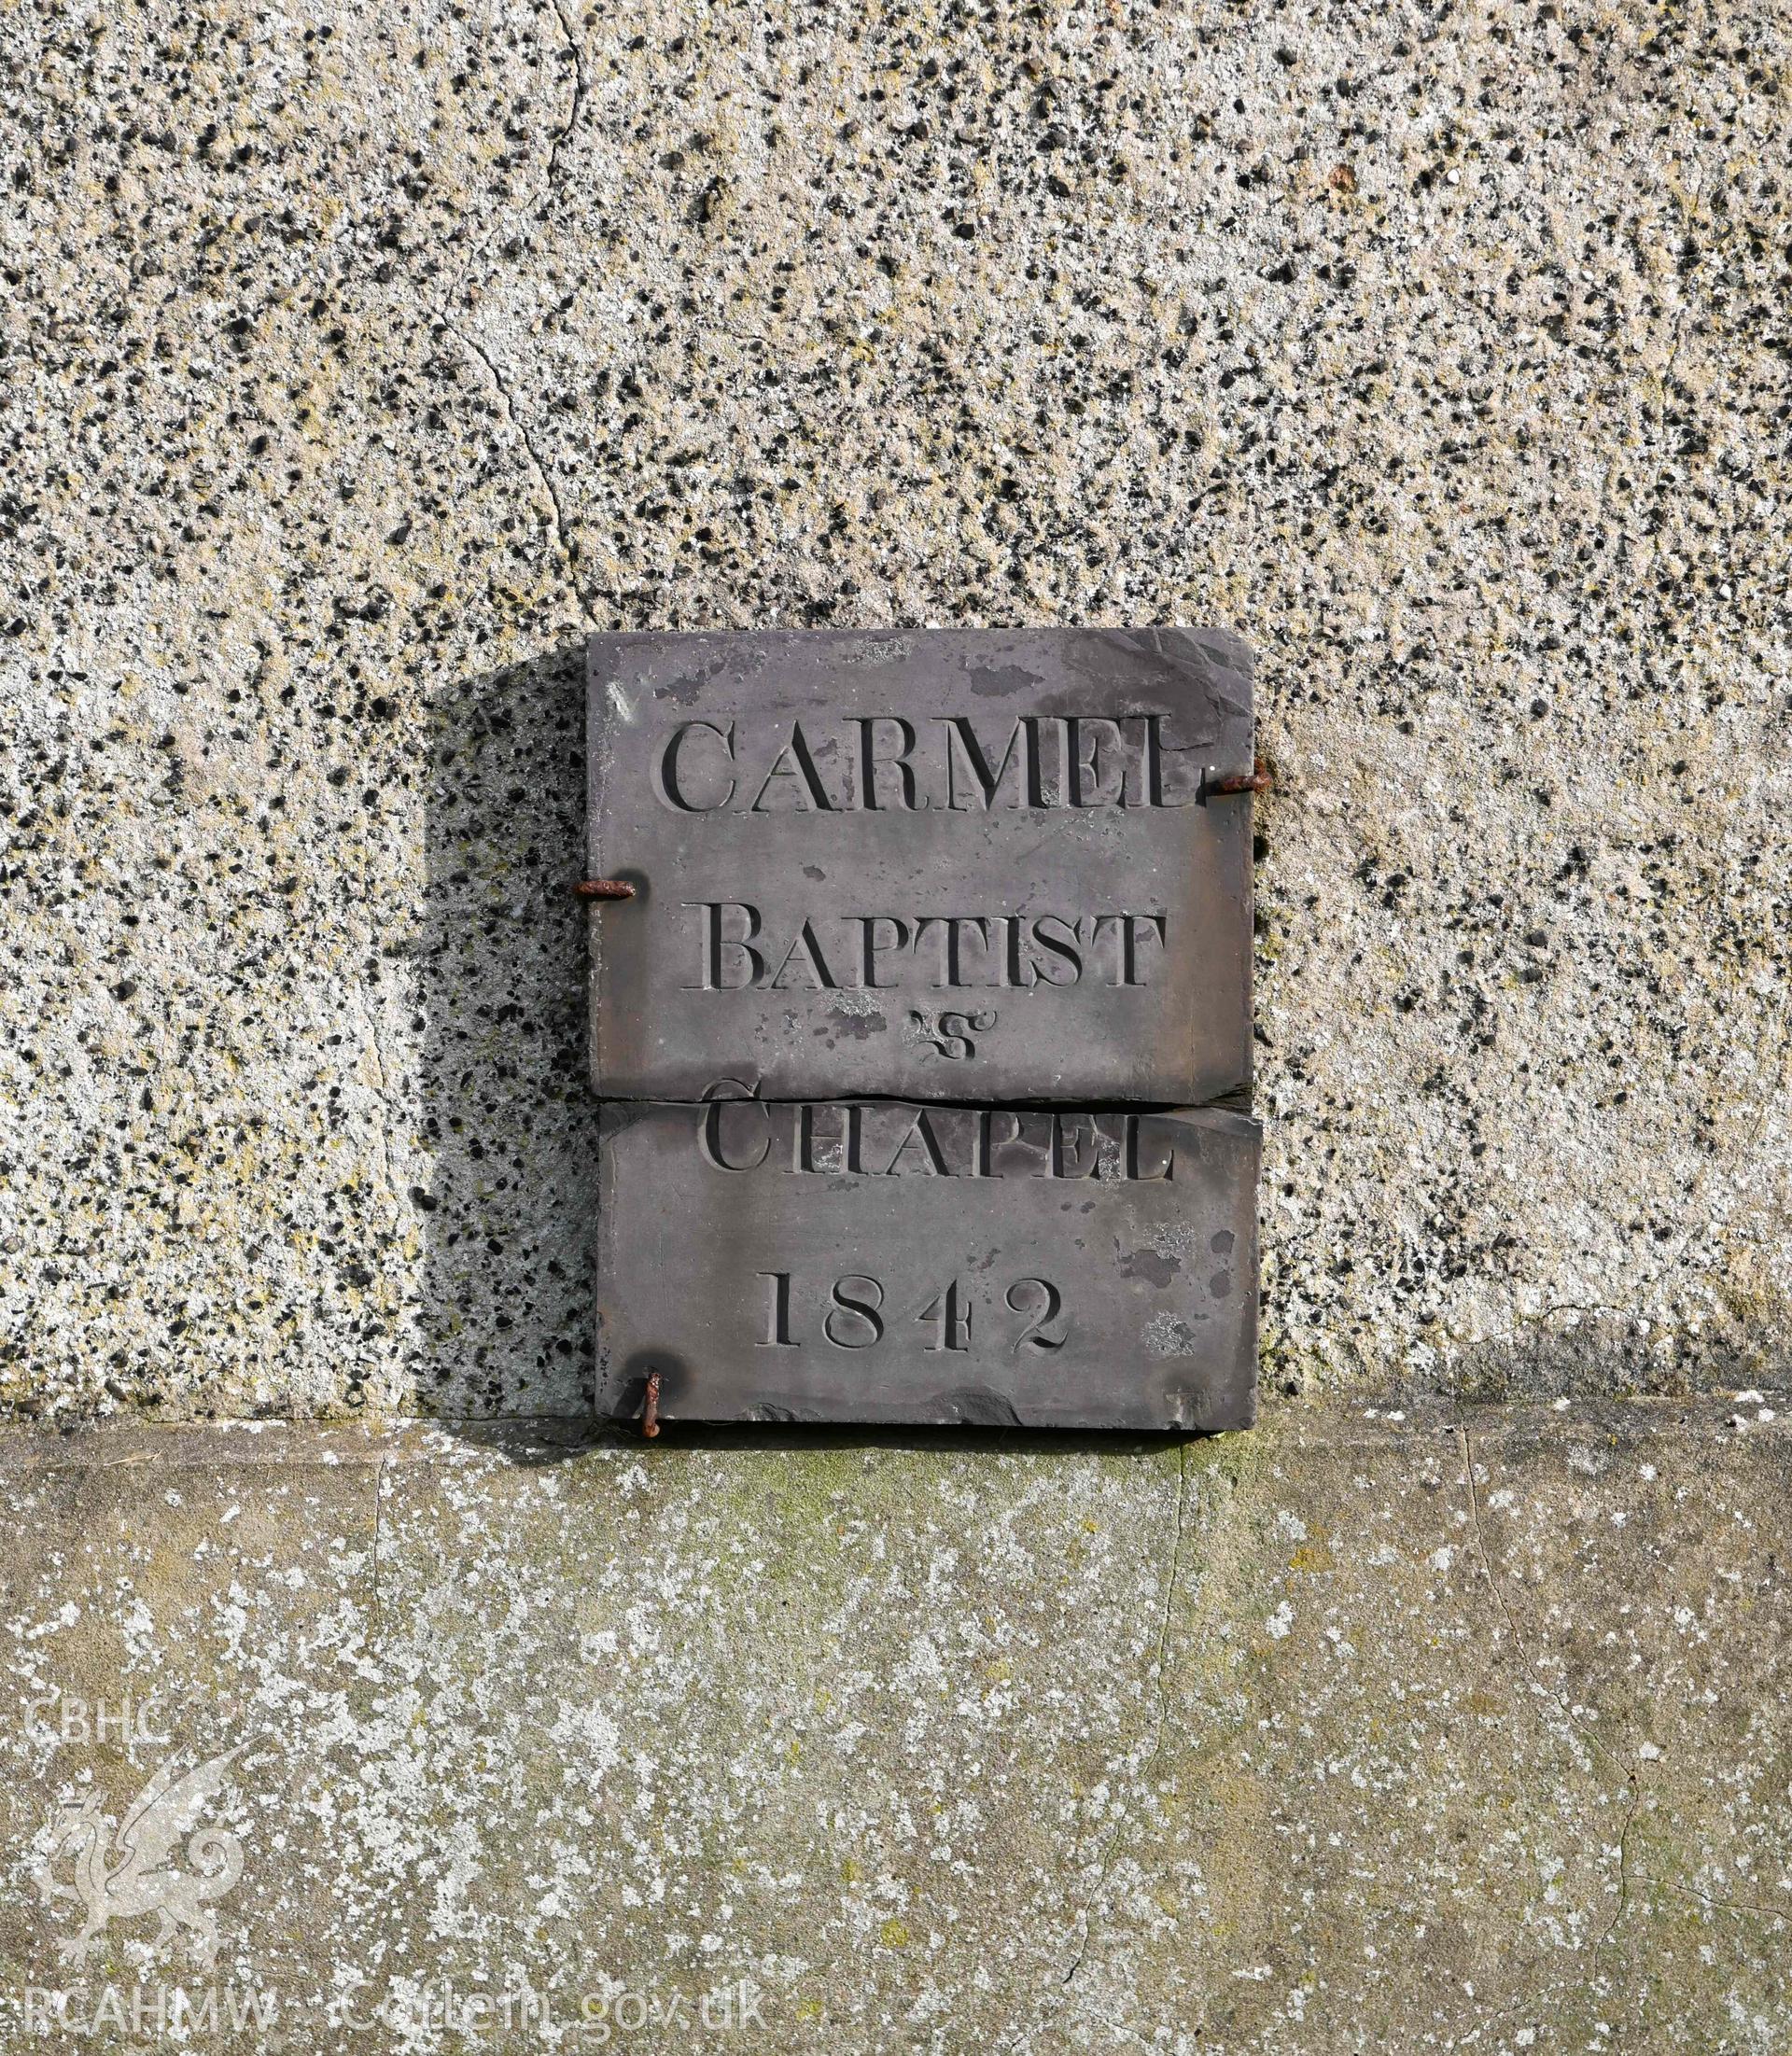 CARMEL
BAPTIST
's
CHAPEL
1842
CBHC
RCAHMW - Coflein.gov.uk